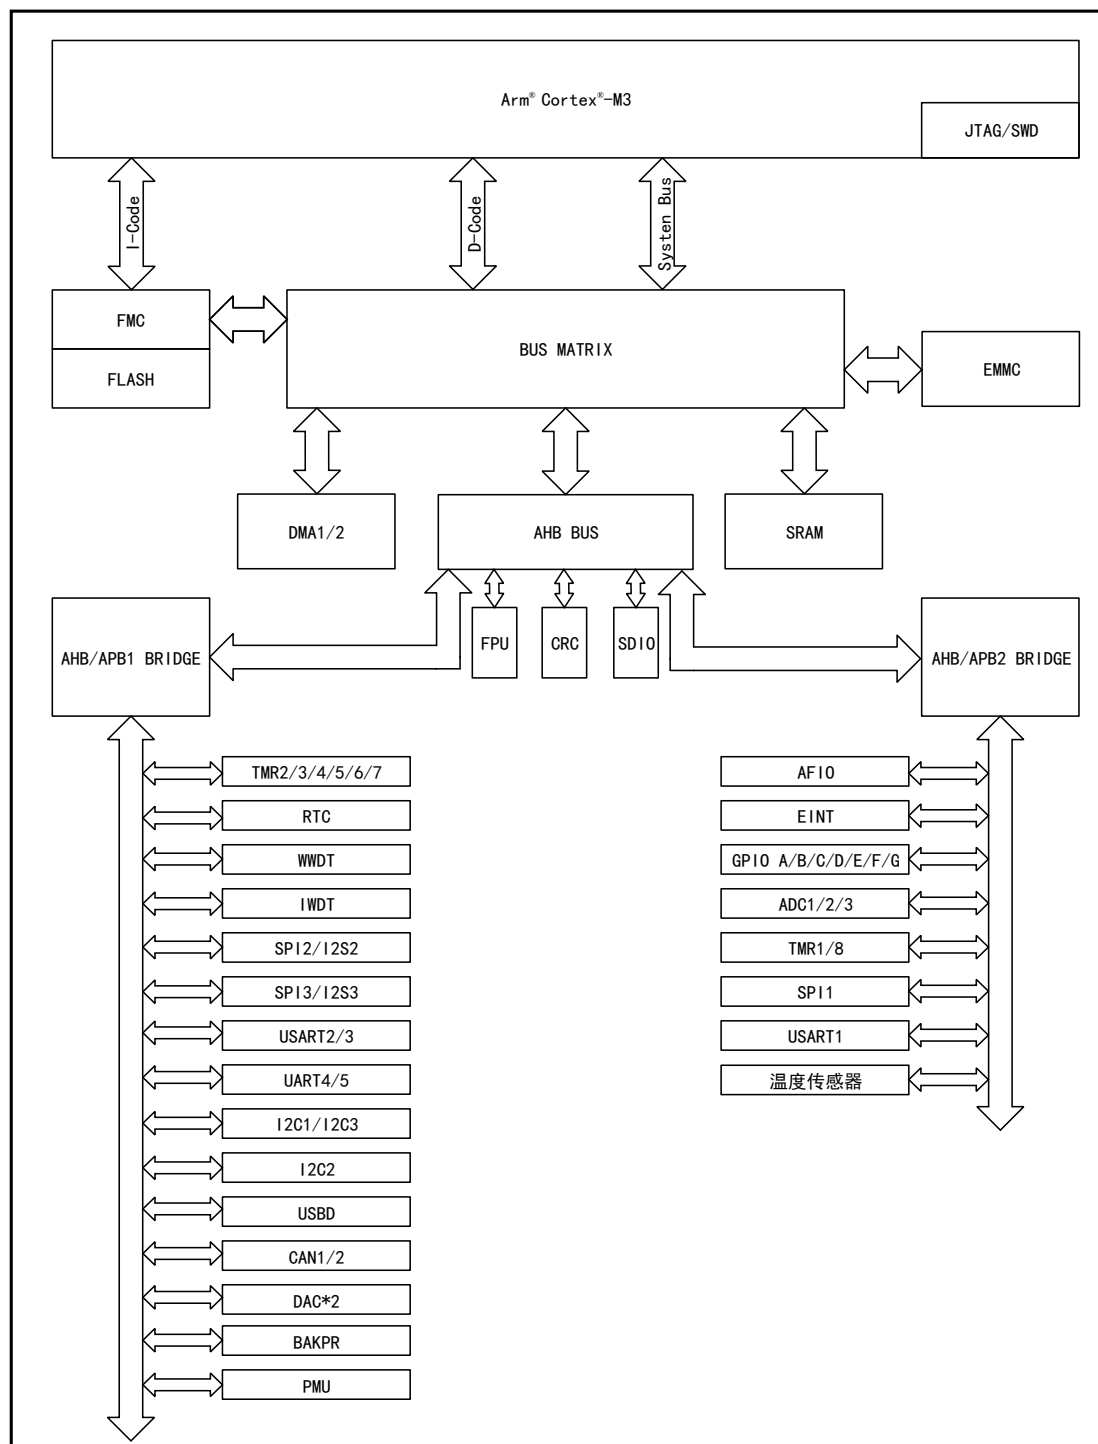 Arm® Cortex®-M3
JTAG/SWD
I-Code
D-Code
Systen Bus
FMC
FLASH
BUS MATRIX
EMMC
DMA1/2
AHB BUS
SRAM
FPU
CRC
SDIO
AHB/APB1 BRIDGE
AHB/APB2 BRIDGE
TMR2/3/4/5/6/7
RTC
WWDT
IWDT
SPI2/I2S2
SPI3/I2S3
USART2/3
UART4/5
I2C1/I2C3
I2C2
USBD
CAN1/2
DAC*2
BAKPR
PMU
AFIO
EINT
GPIO A/B/C/D/E/F/G
ADC1/2/3
TMR1/8
SPI1
USART1
温度传感器